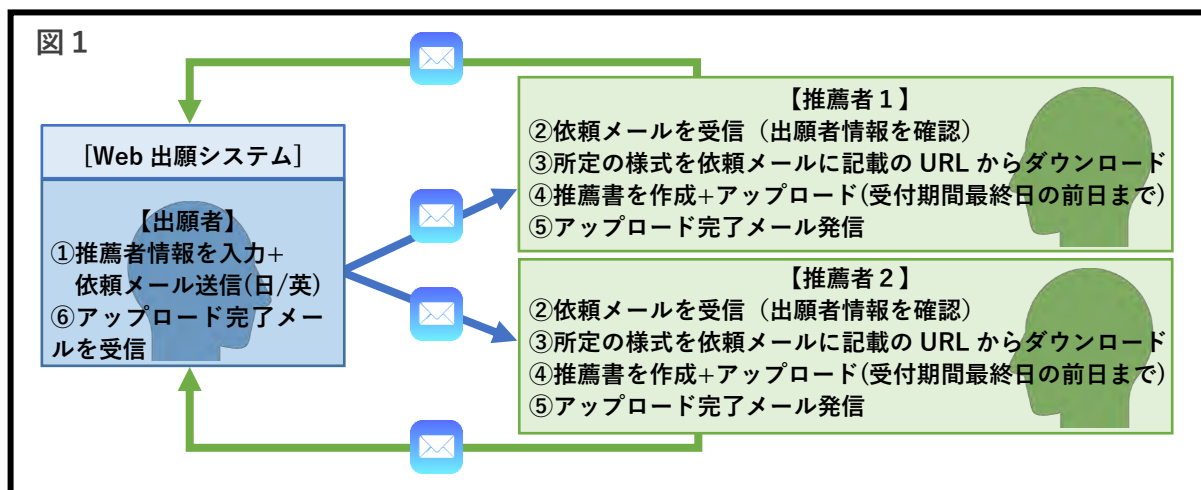 図1
[Web 出願システム]
【出願者】
①推薦者情報を入力+
依頼メール送信(日/英)
⑥アップロード完了メー
ルを受信
【推薦者1】
②依頼メールを受信（出願者情報を確認）
③所定の様式を依頼メールに記載の URL からダウンロード
④推薦書を作成+アップロード(受付期間最終日の前日まで)
⑤アップロード完了メール発信
【推薦者2】
②依頼メールを受信（出願者情報を確認）
③所定の様式を依頼メールに記載の URL からダウンロード
④推薦書を作成+アップロード(受付期間最終日の前日まで)
⑤アップロード完了メール発信